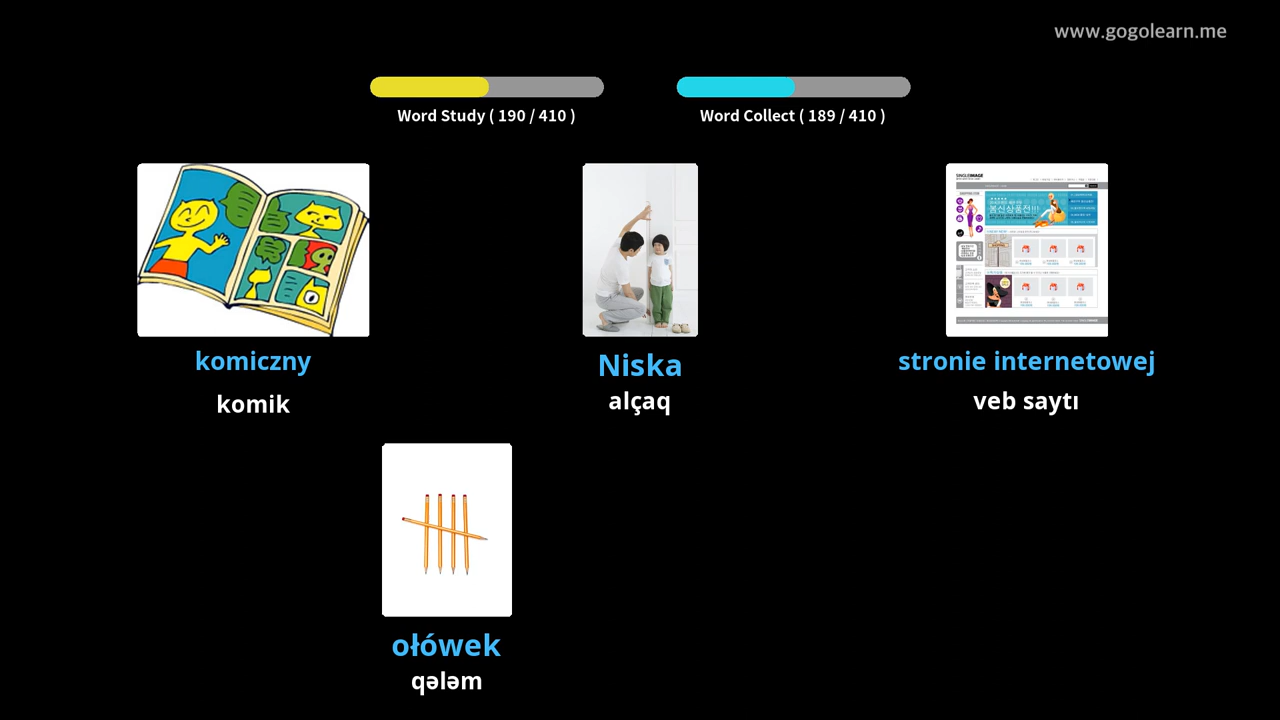 www.gogolearn.me
Word Study ( 190 / 410 )
Word Collect ( 189 / 410 )
komiczny
komik
Niska
alçaq
stronie internetowej
veb saytı
ołówek
qələm